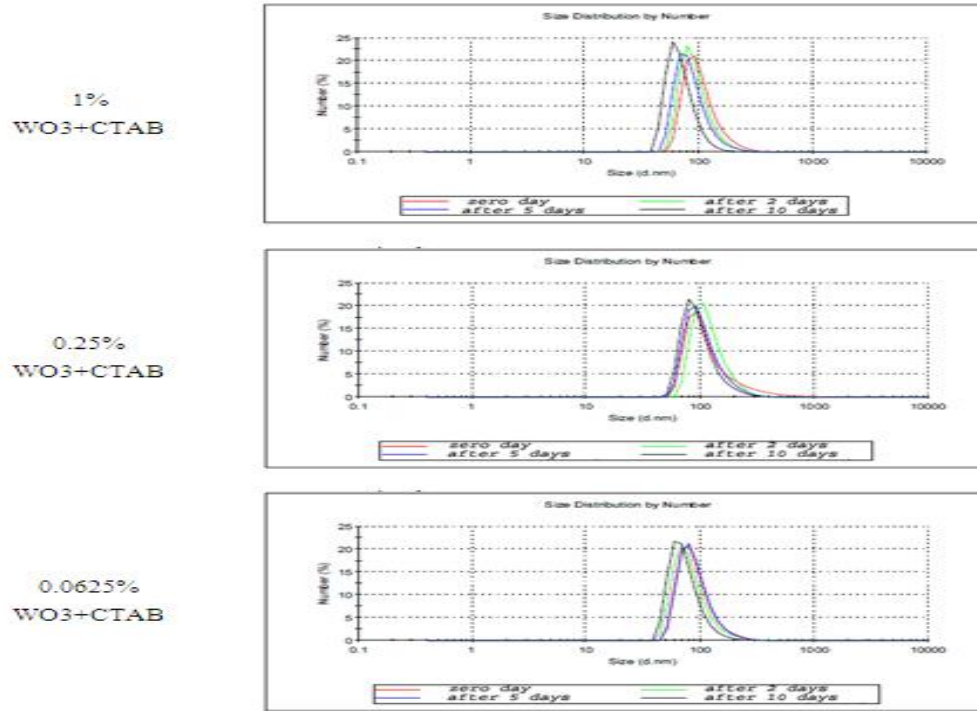 1%
WO3+CTAB
Size Distribution by Number
Number (%)
25
20
15
10
5
0
0.1 1 10 100 1000 10000
Size (d.nm)
zero day after 2 days
after 5 days after 10 days
0.25%
WO3+CTAB
Size Distribution by Number
Number (%)
25
20
15
10
5
0
0.1 1 10 100 1000 10000
Size (d.nm)
zero day after 2 days
after 5 days after 10 days
0.0625%
WO3+CTAB
Size Distribution by Number
Number (%)
25
20
15
10
5
0
0.1 1 10 100 1000 10000
Size (d.nm)
zero day after 2 days
after 5 days after 10 days